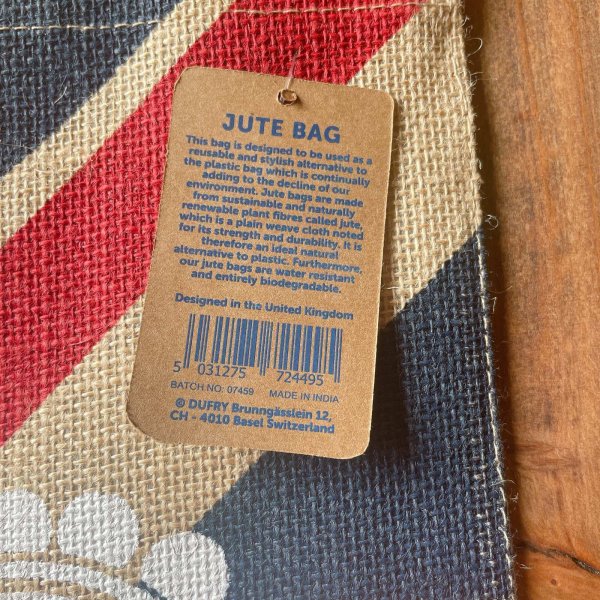 JUTE BAG
This bag is designed to be used as a
reusable and stylish alternative to
the plastic bag which is continually
adding to the decline of our
environment. Jute bags are made
from sustainable and naturally
renewable plant fibres called jute,
which is a plain weave cloth noted
for its strength and durability. It is
therefore an ideal natural
alternative to plastic. Furthermore,
our jute bags are water resistant
and entirely biodegradable.
Designed in the United Kingdom
5 031275 724495
BATCH NO: 07459 MADE IN INDIA
© DUFRY Brunngässlein 12,
CH - 4010 Basel Switzerland